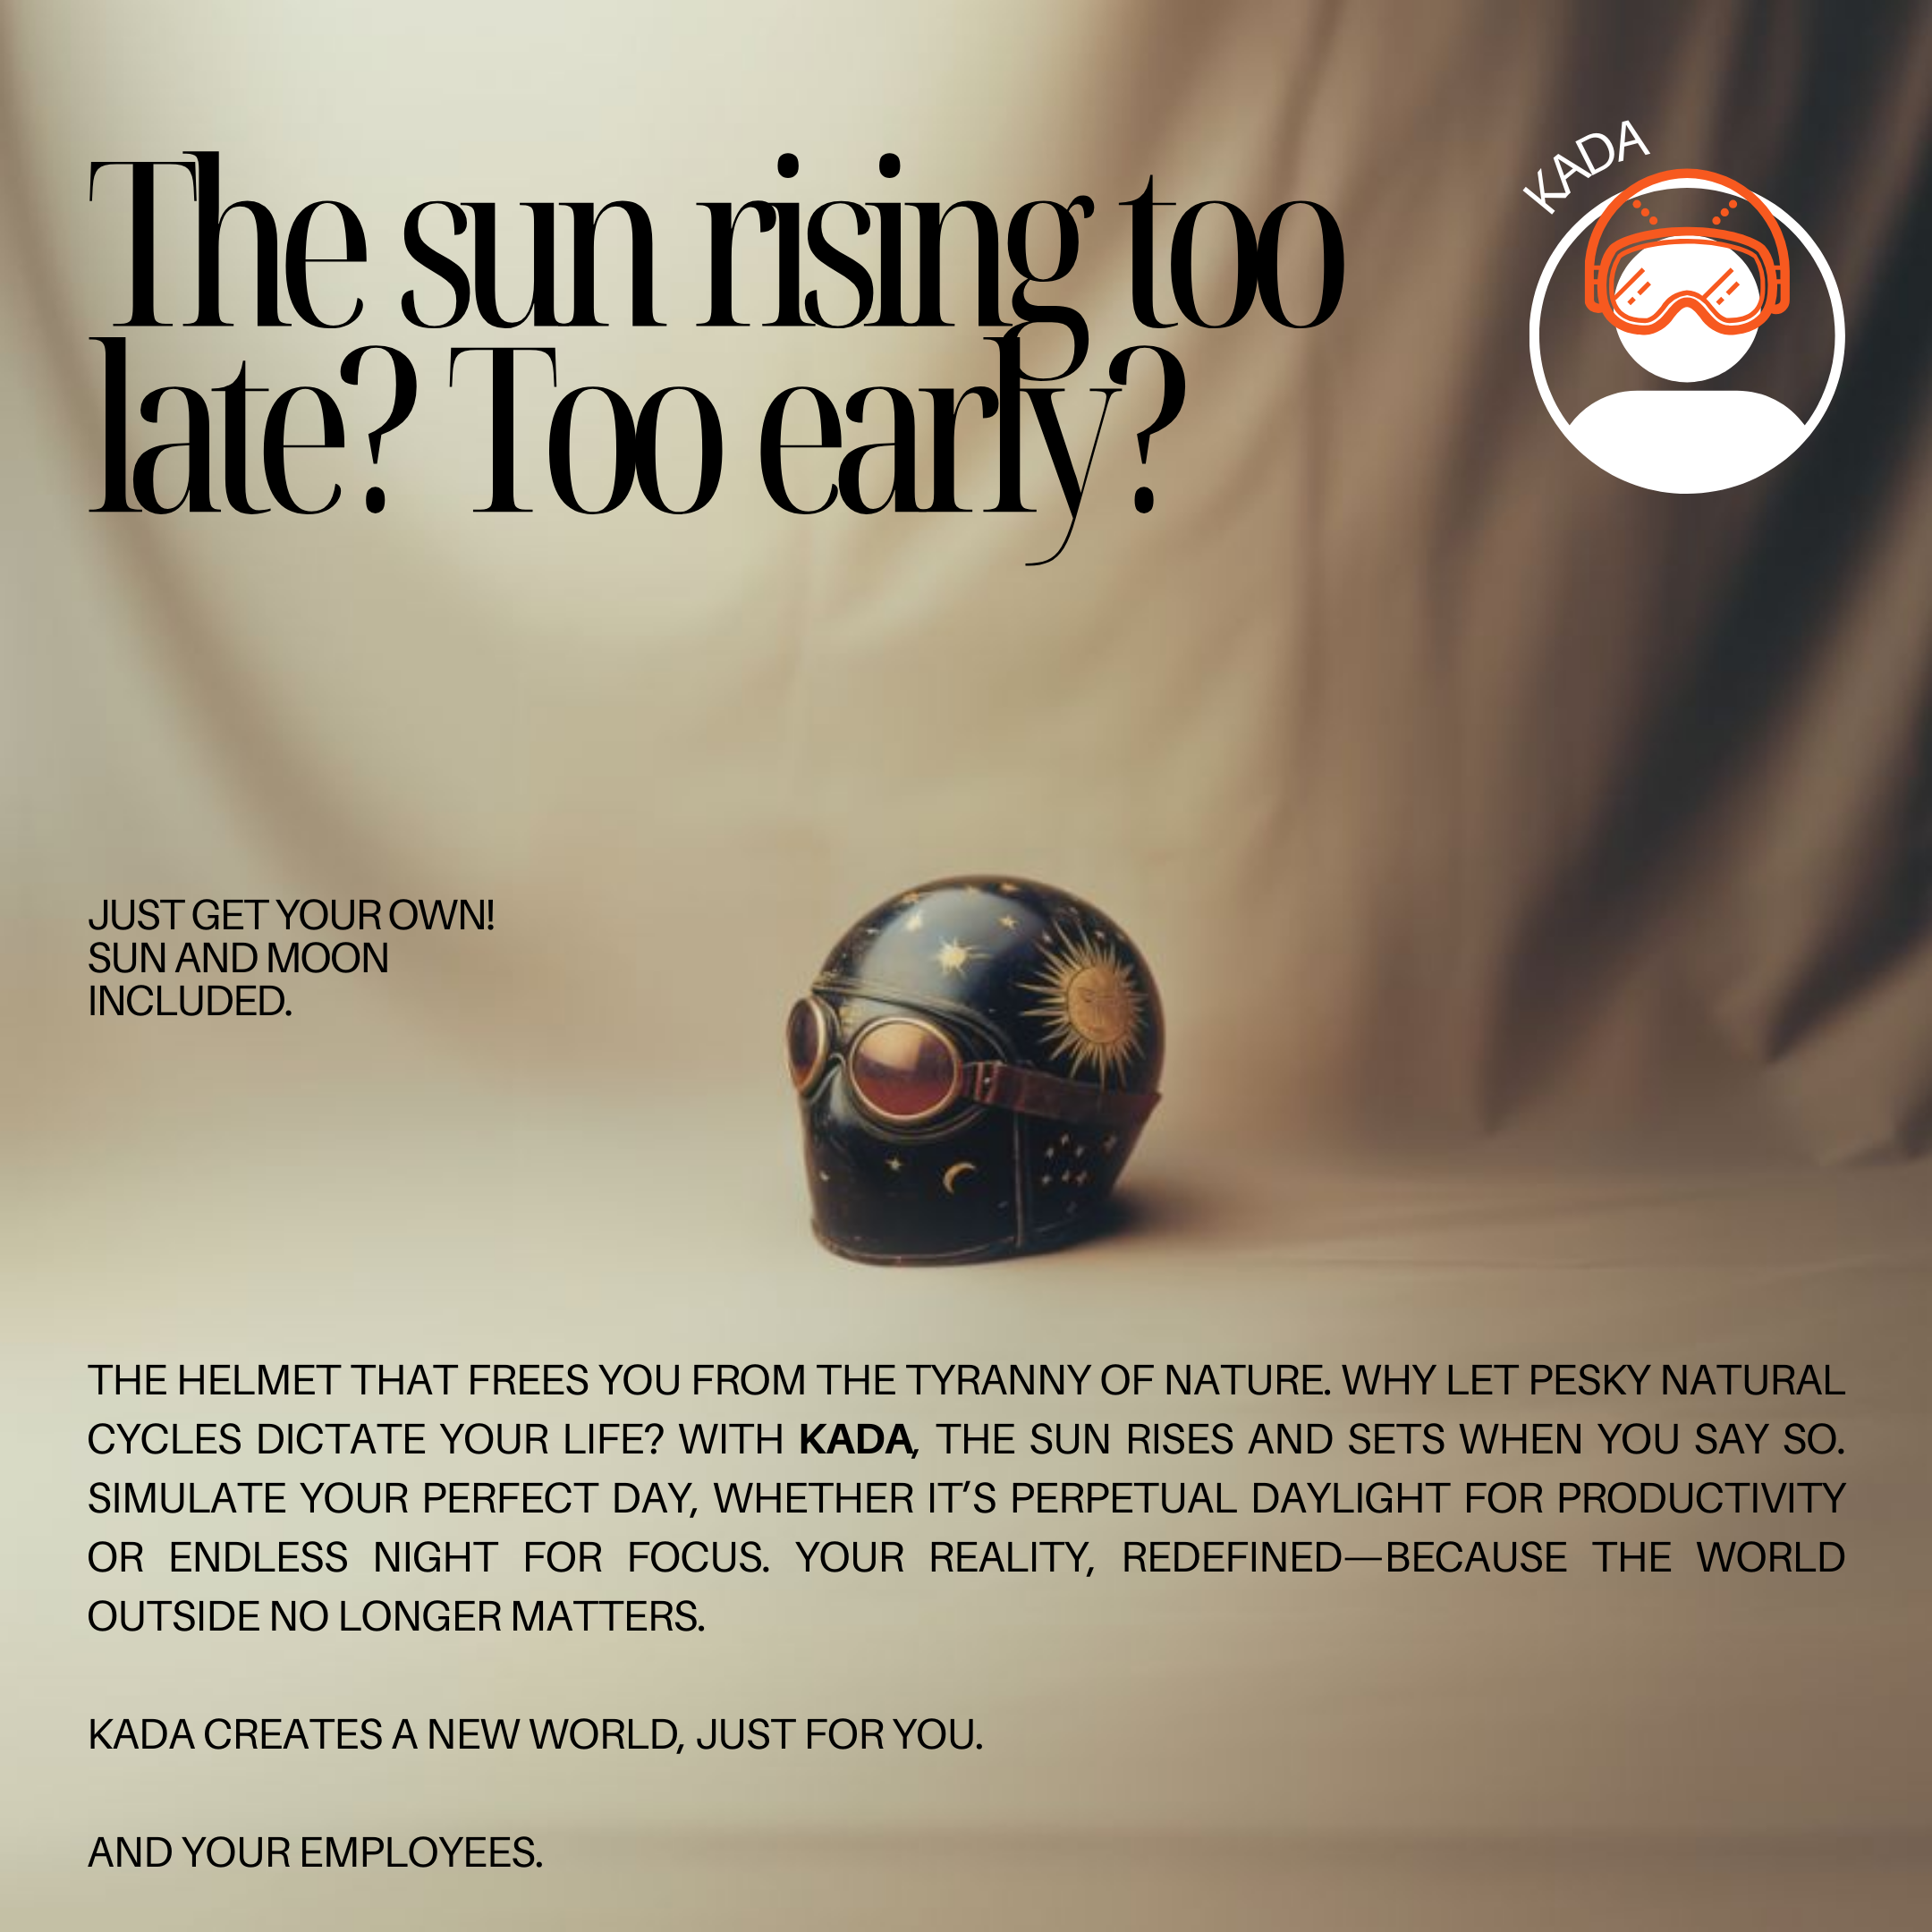 The sun rising too
late? Too early?
KADA
JUST GET YOUR OWN!
SUN AND MOON
INCLUDED.
THE HELMET THAT FREES YOU FROM THE TYRANNY OF NATURE. WHY LET PESKY NATURAL
CYCLES DICTATE YOUR LIFE? WITH KADA, THE SUN RISES AND SETS WHEN YOU SAY SO.
SIMULATE YOUR PERFECT DAY, WHETHER IT’S PERPETUAL DAYLIGHT FOR PRODUCTIVITY
OR ENDLESS NIGHT FOR FOCUS. YOUR REALITY, REDEFINED—BECAUSE THE WORLD
OUTSIDE NO LONGER MATTERS.
KADA CREATES A NEW WORLD, JUST FOR YOU.
AND YOUR EMPLOYEES.